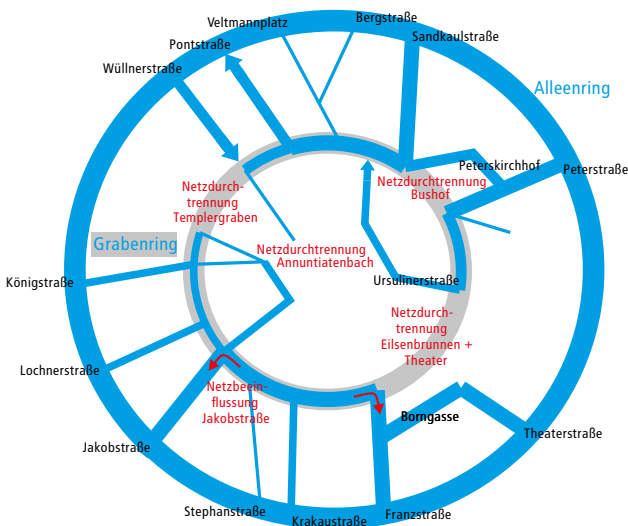 Veltmannplatz
Bergstraße
Pontstraße
Sandkaulstraße
Wüllnerstraße
Alleenring
Peterskirchhof
Peterstraße
Netzdurchtrennung
Bushof
Netzdurch-
trennung
Templergraben
Grabenring
Netzdurchtrennung
Annuntiatenbach
Königstraße
Ursulinerstraße
Netzdurch-
trennung
Eilsenbrunnen +
Theater
Lochnerstraße
Netzbeein-
flussung
Jakobstraße
Borngasse
Theaterstraße
Jakobstraße
Stephanstraße
Krakaustraße
Franzstraße